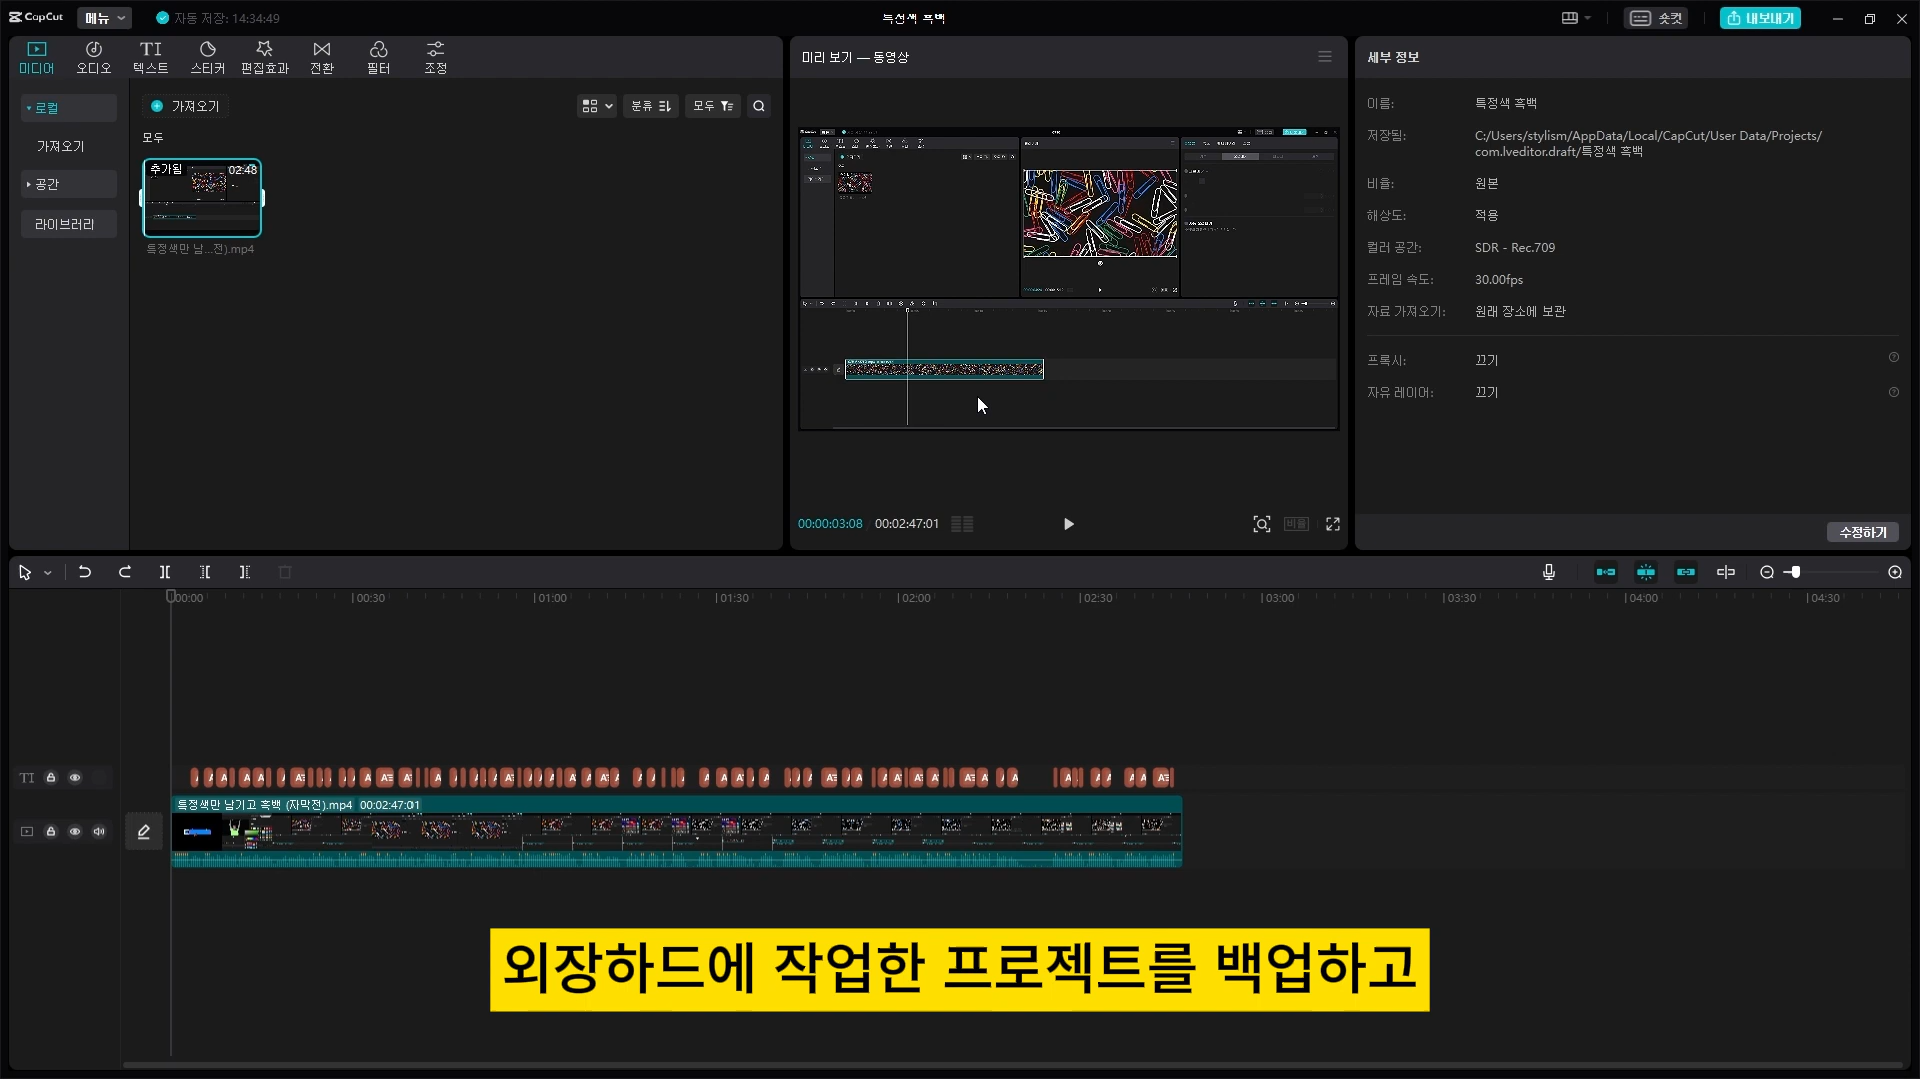 CapCut
메뉴
자동 저장: 14:34:49
특정색 흑백
숏컷
내보내기
미디어
오디오
텍스트
스티커
편집효과
전환
필터
조정
로컬
가져오기
공간
라이브러리
가져오기
분류
모두
모두
추가됨
02:48
특정색만 남...전).mp4
미리 보기 — 동영상
00:00:03:08
00:02:47:01
비율
세부 정보
이름:
특정색 흑백
저장됨:
C:/Users/stylism/AppData/Local/CapCut/User Data/Projects/
com.lveditor.draft/특정색 흑백
비율:
원본
해상도:
적용
컬러 공간:
SDR - Rec.709
프레임 속도:
30.00fps
자료 가져오기:
원래 장소에 보관
프록시:
끄기
자유 레이어:
끄기
수정하기
00:00
00:30
01:00
01:30
02:00
02:30
03:00
03:30
04:00
04:30
TI
특정색만 남기고 흑백 (자막전).mp4 00:02:47:01
외장하드에 작업한 프로젝트를 백업하고